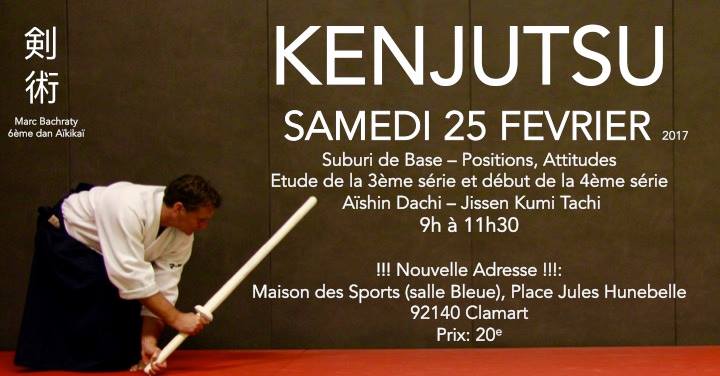 剣
術
Marc Bachraty
6ème dan Aïkikaï
KENJUTSU
SAMEDI 25 FEVRIER 2017
Suburi de Base – Positions, Attitudes
Etude de la 3ème série et début de la 4ème série
Aïshin Dachi – Jissen Kumi Tachi
9h à 11h30
!!! Nouvelle Adresse !!!:
Maison des Sports (salle Bleue), Place Jules Hunebelle
92140 Clamart
Prix: 20e